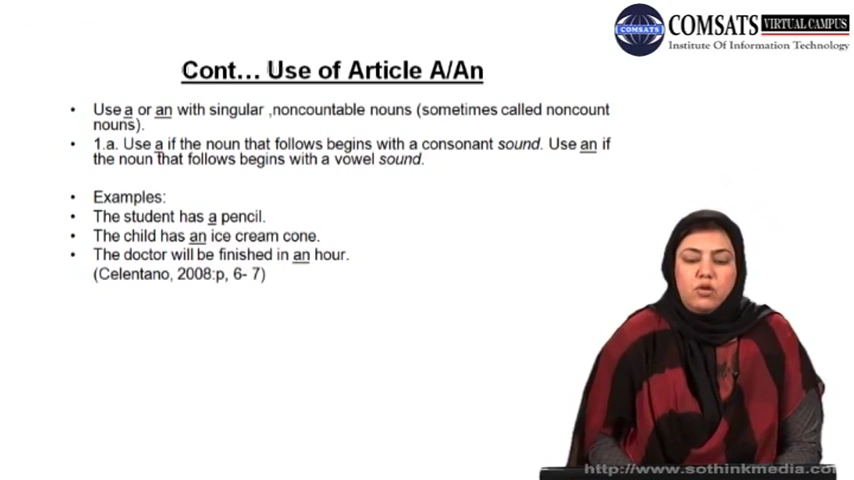 COMSATS VIRTUAL CAMPUS
COMSATS
Institute Of Information Technology
Cont... Use of Article A/An
• Use a or an with singular ,noncountable nouns (sometimes called noncount
nouns).
• 1.a. Use a if the noun that follows begins with a consonant sound. Use an if
the noun that follows begins with a vowel sound.
• Examples:
• The student has a pencil.
• The child has an ice cream cone.
• The doctor will be finished in an hour.
(Celentano, 2008:p, 6- 7)
http://www.sothinkmedia.com